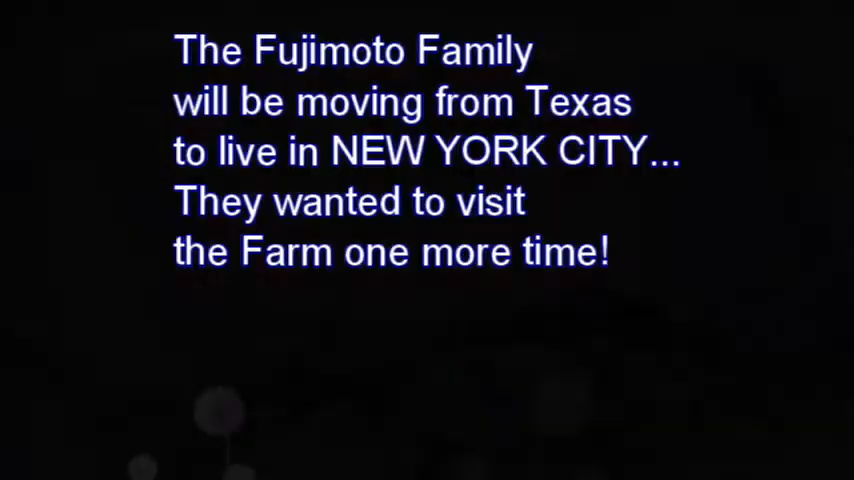 The Fujimoto Family
will be moving from Texas
to live in NEW YORK CITY...
They wanted to visit
the Farm one more time!